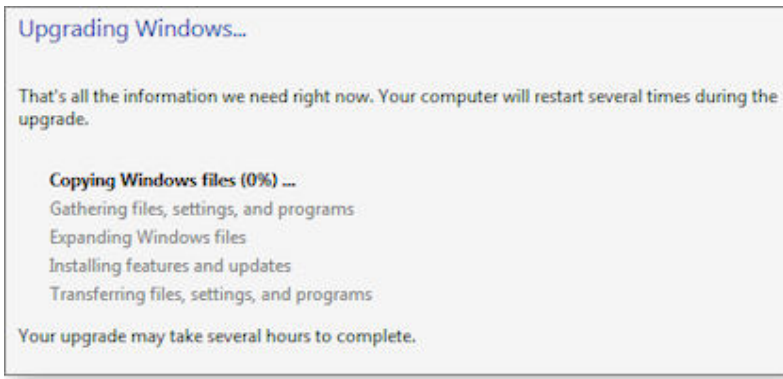 Upgrading Windows...
That's all the information we need right now. Your computer will restart several times during the
upgrade.
Copying Windows files (0%) ...
Gathering files, settings, and programs
Expanding Windows files
Installing features and updates
Transferring files, settings, and programs
Your upgrade may take several hours to complete.